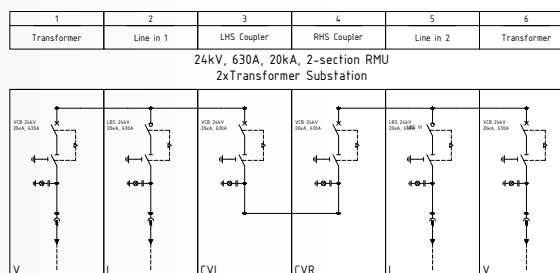 1 2 3 4 5 6
Transformer Line in 1 LHS Coupler RHS Coupler Line in 2 Transformer
24kV, 630A, 20kA, 2-section RMU
2xTransformer Substation
VCB 24kV LBS 24kV VCB 24kV VCB 24kV LBS 24kV VCB 24kV
20kA, 630A 20kA, 630A 20kA, 630A 20kA, 630A 20kA, 630A
V L CVL CVR L V